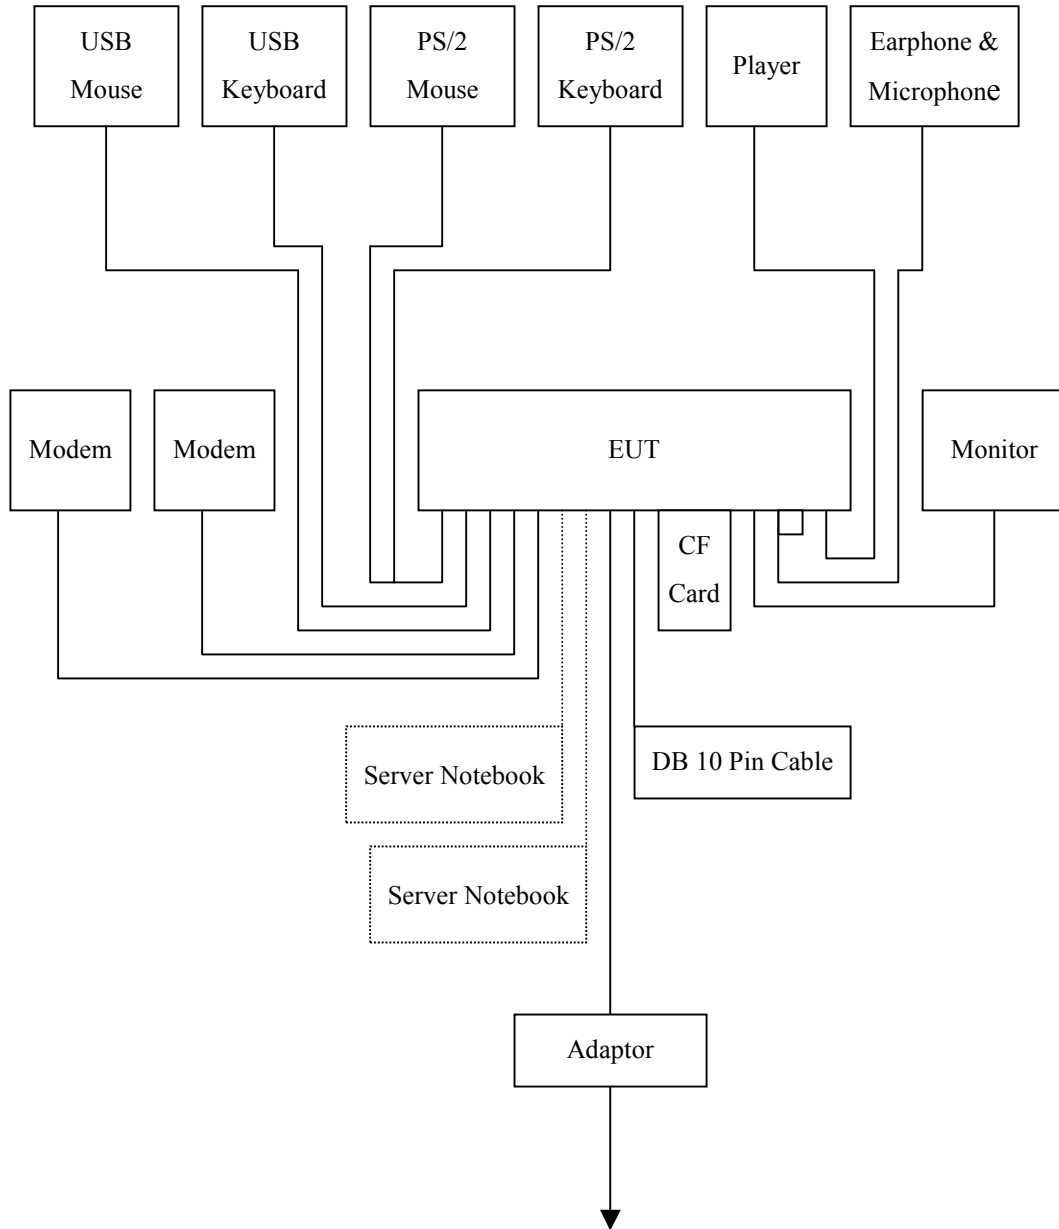 USB
Mouse
USB
Keyboard
PS/2
Mouse
PS/2
Keyboard
Player
Earphone &
Microphone
Modem
Modem
EUT
Monitor
CF
Card
Server Notebook
DB 10 Pin Cable
Server Notebook
Adaptor